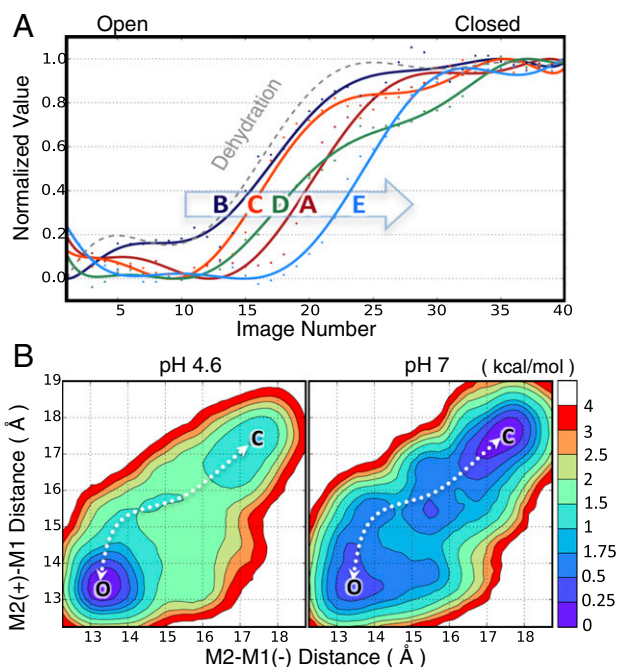 A
Open
Closed
Normalized Value
1.0
0.8
0.6
0.4
0.2
0.0
Dehydration
B C D A E
5 10 15 20 25 30 35 40
Image Number
B
pH 4.6
pH 7
( kcal/mol )
M2(+)-M1 Distance ( Å )
19
18
17
16
15
14
13
C
O
C
O
4
3
2.5
2
1.5
1
1.75
0.5
0.25
0
13 14 15 16 17 18
13 14 15 16 17 18
M2-M1(-) Distance ( Å )